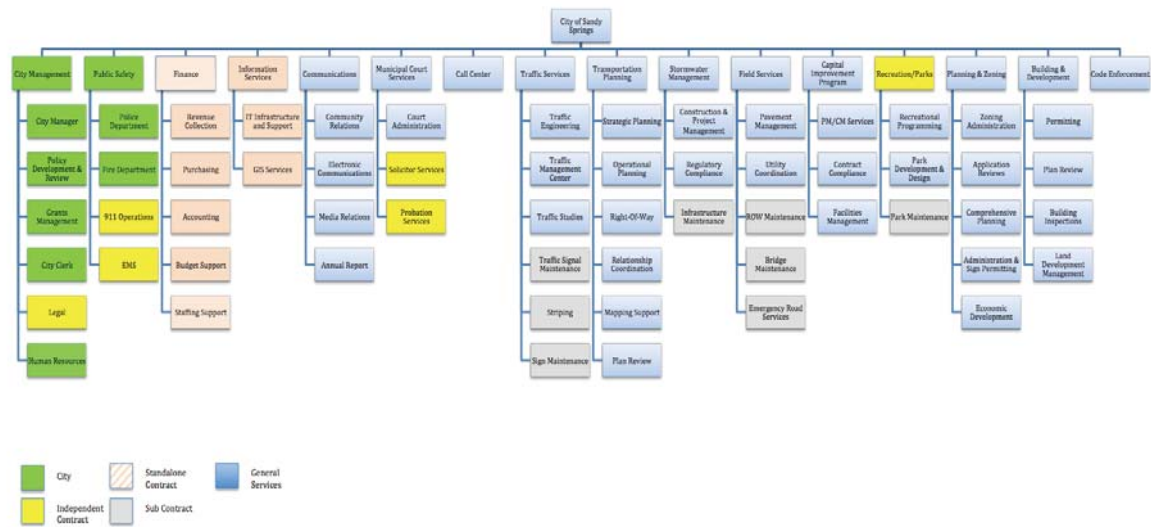 City of Sandy
Springs
City Management
Public Safety
Finance
Information
Services
Communications
Municipal Court
Services
Call Center
Traffic Services
Transportation
Planning
Stormwater
Management
Field Services
Capital
Improvement
Program
Recreation/Parks
Planning & Zoning
Building &
Development
Code Enforcement
City Manager
Policy
Development &
Review
Grants
Management
City Clerk
Legal
Human Resources
Police
Department
Fire Department
911 Operations
EMS
Revenue
Collection
Purchasing
Accounting
Budget Support
Staffing Support
IT Infrastructure
and Support
GIS Services
Community
Relations
Electronic
Communications
Media Relations
Annual Report
Court
Administration
Solicitor Services
Probation
Services
Traffic
Engineering
Traffic
Management
Center
Traffic Studies
Traffic Signal
Maintenance
Striping
Sign Maintenance
Strategic Planning
Operational
Planning
Right-Of-Way
Relationship
Coordination
Mapping Support
Plan Review
Construction &
Project
Management
Regulatory
Compliance
Infrastructure
Maintenance
Pavement
Management
Utility
Coordination
ROW Maintenance
Bridge
Maintenance
Emergency Road
Services
PM/CM Services
Contract
Compliance
Facilities
Management
Recreational
Programming
Park
Development &
Design
Park Maintenance
Zoning
Administration
Application
Reviews
Comprehensive
Planning
Administration &
Sign Permitting
Economic
Development
Permitting
Plan Review
Building
Inspections
Land
Development
Management
City
Standalone
Contract
General
Services
Independent
Contract
Sub Contract